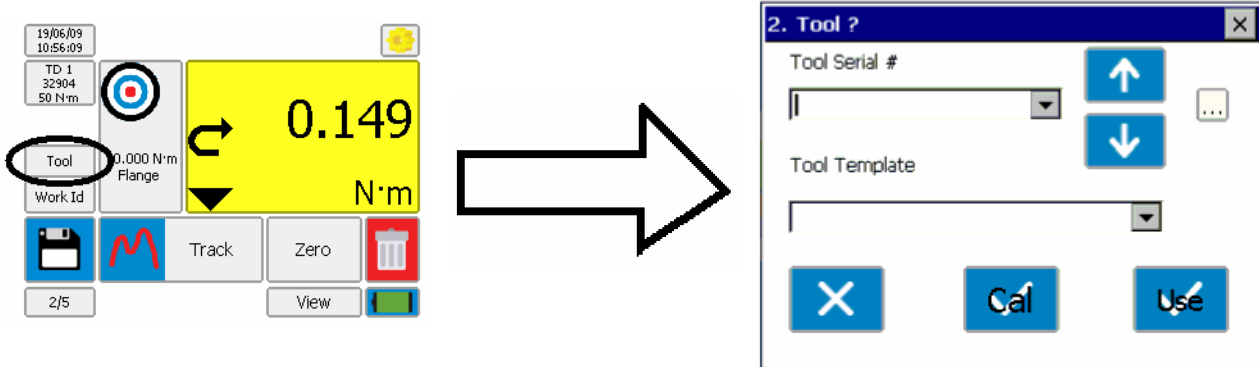 19/06/09
10:56:09
TD 1
32904
50 N·m
Tool
Work Id
0.000 N·m
Flange
0.149
N·m
Track
Zero
2/5
View
2. Tool ?
Tool Serial #
...
Tool Template
Cal
Use